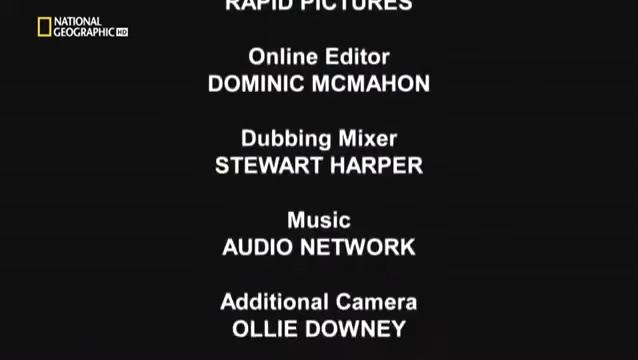 RAPID PICTURES
NATIONAL
GEOGRAPHIC HD
Online Editor
DOMINIC MCMAHON
Dubbing Mixer
STEWART HARPER
Music
AUDIO NETWORK
Additional Camera
OLLIE DOWNEY